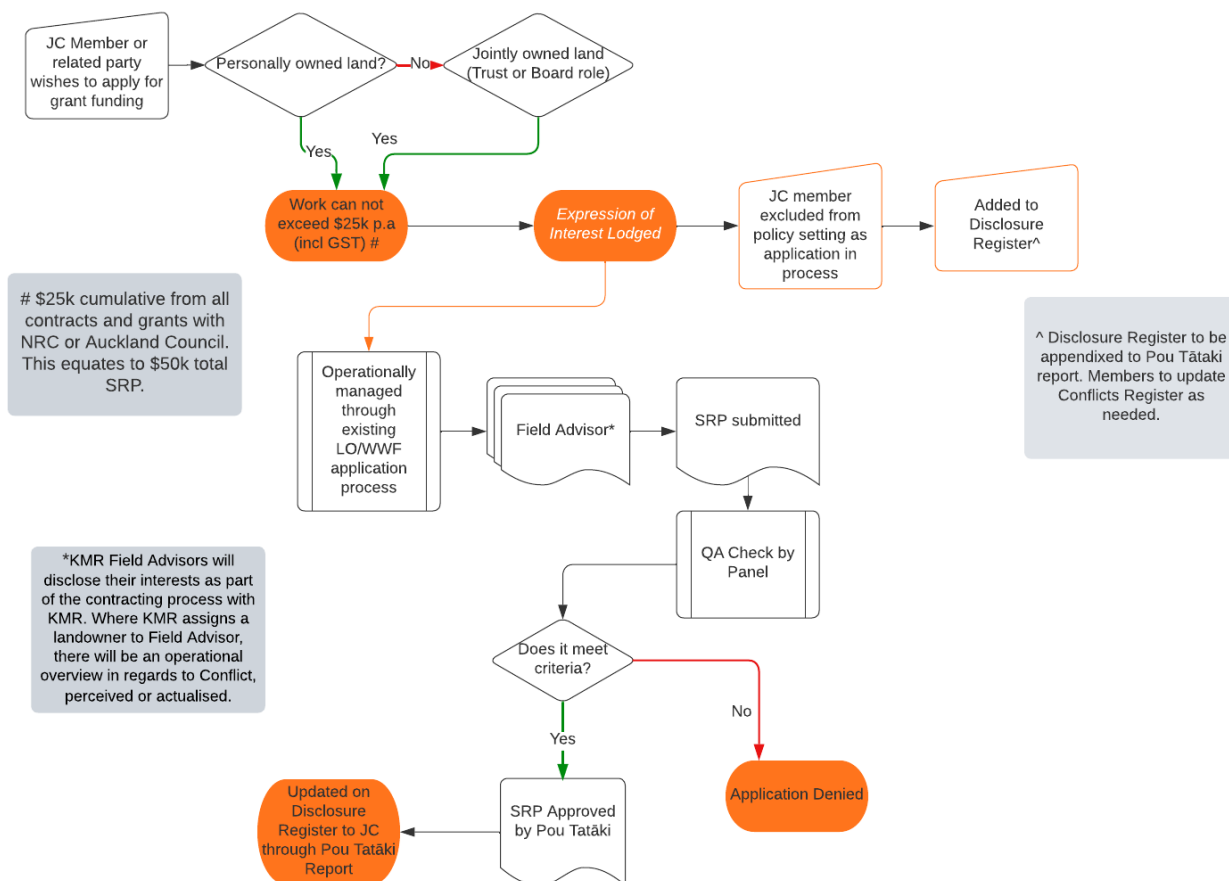 JC Member or
related party
wishes to apply for
grant funding
Personally owned land?
No
Jointly owned land
(Trust or Board role)
Yes
Yes
Work can not
exceed $25k p.a
(incl GST) #
Expression of
Interest Lodged
JC member
excluded from
policy setting as
application in
process
Added to
Disclosure
Register^
# $25k cumulative from all
contracts and grants with
NRC or Auckland Council.
This equates to $50k total
SRP.
^ Disclosure Register to be
appendixed to Pou Tātaki
report. Members to update
Conflicts Register as
needed.
Operationally
managed
through
existing
LO/WWF
application
process
Field Advisor*
SRP submitted
QA Check by
Panel
*KMR Field Advisors will
disclose their interests as part
of the contracting process with
KMR. Where KMR assigns a
landowner to Field Advisor,
there will be an operational
overview in regards to Conflict,
perceived or actualised.
Does it meet
criteria?
No
Yes
Application Denied
SRP Approved
by Pou Tatāki
Updated on
Disclosure
Register to JC
through Pou Tatāki
Report